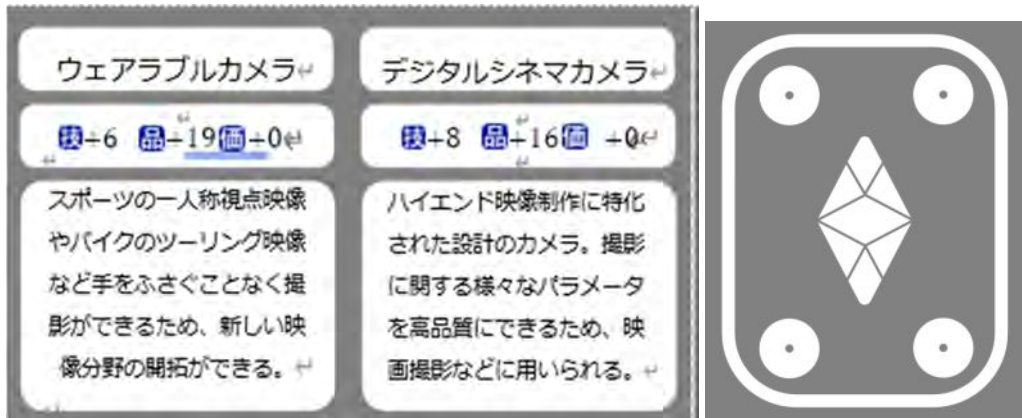 ウェアラブルカメラ
技+6 品+19価+0
スポーツの一人称視点映像
やバイクのツーリング映像
など手をふさぐことなく撮
影ができるため、新しい映
像分野の開拓ができる。
デジタルシネマカメラ
技+8 品+16価 +0
ハイエンド映像制作に特化
された設計のカメラ。撮影
に関する様々なパラメータ
を高品質にできるため、映
画撮影などに用いられる。